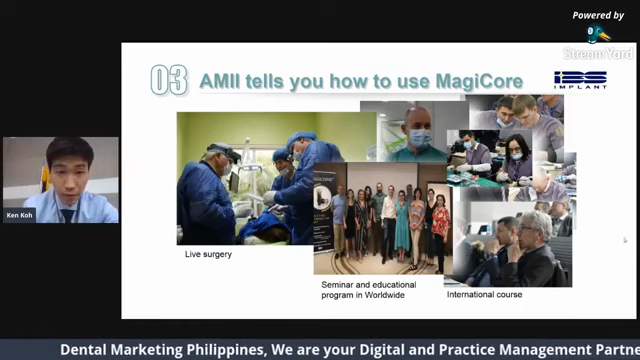 Powered by
StreamYard
03 AMII tells you how to use MagiCore
IBS
IMPLANT
Ken Koh
Live surgery
Seminar and educational
program in Worldwide
International course
Dental Marketing Philippines, We are your Digital and Practice Management Partne